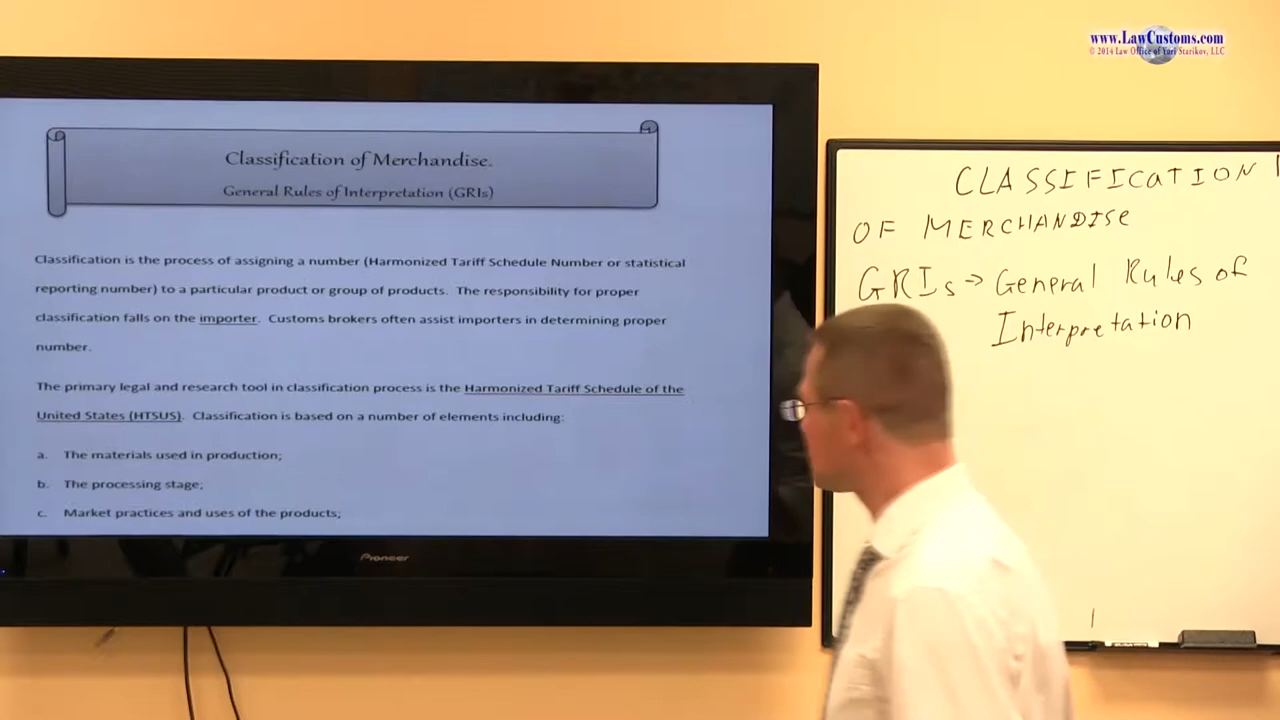 www.LawCustoms.com
© 2014 Law Office of Yuri Starikov, LLC
Classification of Merchandise.
General Rules of Interpretation (GRIs)
Classification is the process of assigning a number (Harmonized Tariff Schedule Number or statistical
reporting number) to a particular product or group of products. The responsibility for proper
classification falls on the importer. Customs brokers often assist importers in determining proper
number.
The primary legal and research tool in classification process is the Harmonized Tariff Schedule of the
United States (HTSUS). Classification is based on a number of elements including:
a. The materials used in production;
b. The processing stage;
c. Market practices and uses of the products;
Pioneer
CLASSIFICATION
OF MERCHANDISE
GRIs → General Rules of
Interpretation